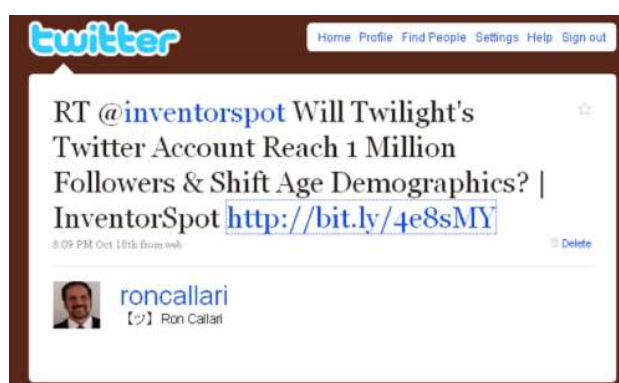 twitter
Home Profile Find People Settings Help Sign out
RT @inventorspot Will Twilight's
Twitter Account Reach 1 Million
Followers & Shift Age Demographics? |
InventorSpot http://bit.ly/4e8sMY
8:09 PM Oct 18th from web
Delete
roncallari
【ツ】 Ron Callari